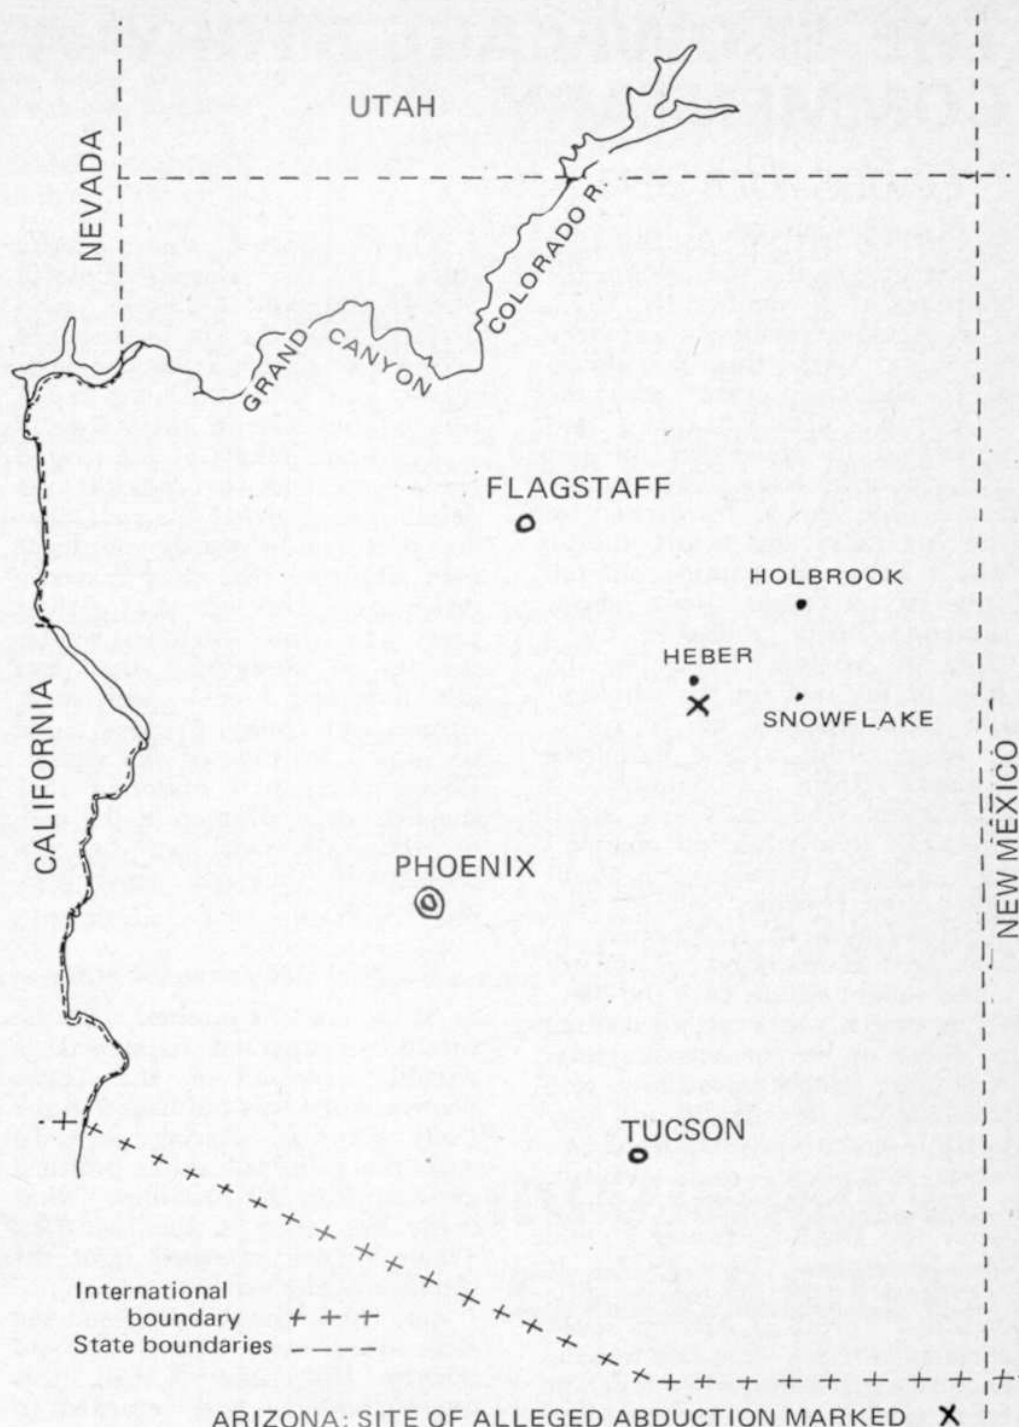 UTAH
NEVADA
COLORADO R.
GRAND CANYON
FLAGSTAFF
HOLBROOK
HEBER
SNOWFLAKE
CALIFORNIA
NEW MEXICO
PHOENIX
TUCSON
International
boundary
State boundaries
ARIZONA: SITE OF ALLEGED ABDUCTION MARKED X